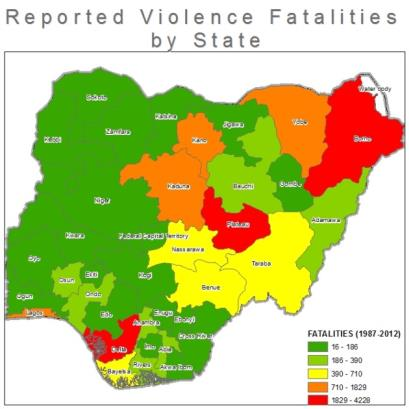 Reported Violence Fatalities
by State
Water body
Sokoto
Katsina
Jigawa
Yobe
Borno
Zamfara
Kano
Kebbi
Kaduna
Bauchi
Gombe
Adamawa
Niger
Plateau
Kwara
Federal Capital Territory
Nassarawa
Taraba
Oyo
Kogi
Benue
Osun
Ekiti
Ogun
Ondo
Lagos
Edo
Enugu
Anambra
Ebonyi
Cross River
Delta
Imo
Abia
Rivers
Akwa Ibom
Bayelsa
FATALITIES (1987-2012)
16 - 186
186 - 390
390 - 710
710 - 1829
1829 - 4228